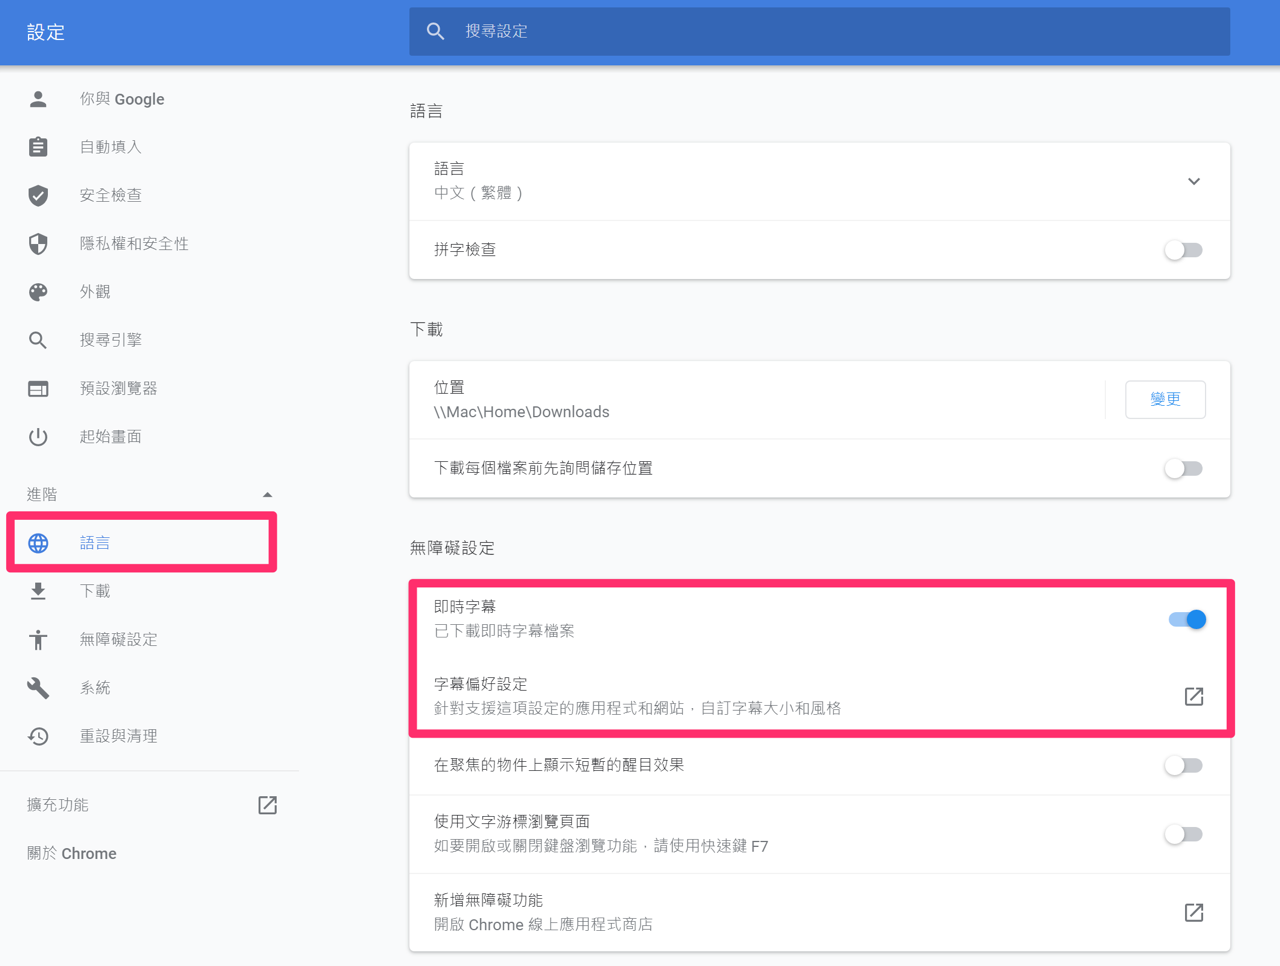 設定
搜尋設定
你與 Google
自動填入
安全檢查
隱私權和安全性
外觀
搜尋引擎
預設瀏覽器
起始畫面
進階
語言
下載
無障礙設定
系統
重設與清理
擴充功能
關於 Chrome
語言
語言
中文（繁體）
拼字檢查
下載
位置
\\Mac\Home\Downloads
變更
下載每個檔案前先詢問儲存位置
無障礙設定
即時字幕
已下載即時字幕檔案
字幕偏好設定
針對支援這項設定的應用程式和網站，自訂字幕大小和風格
在聚焦的物件上顯示短暫的醒目效果
使用文字游標瀏覽頁面
如要開啟或關閉鍵盤瀏覽功能，請使用快速鍵 F7
新增無障礙功能
開啟 Chrome 線上應用程式商店